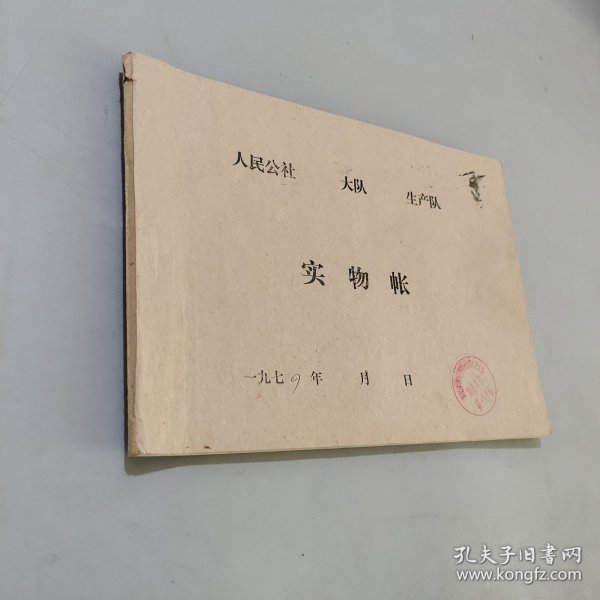 人民公社 大队 生产队
实物帐
一九七9年 月 日
孔夫子旧书网
www.kongfz.com